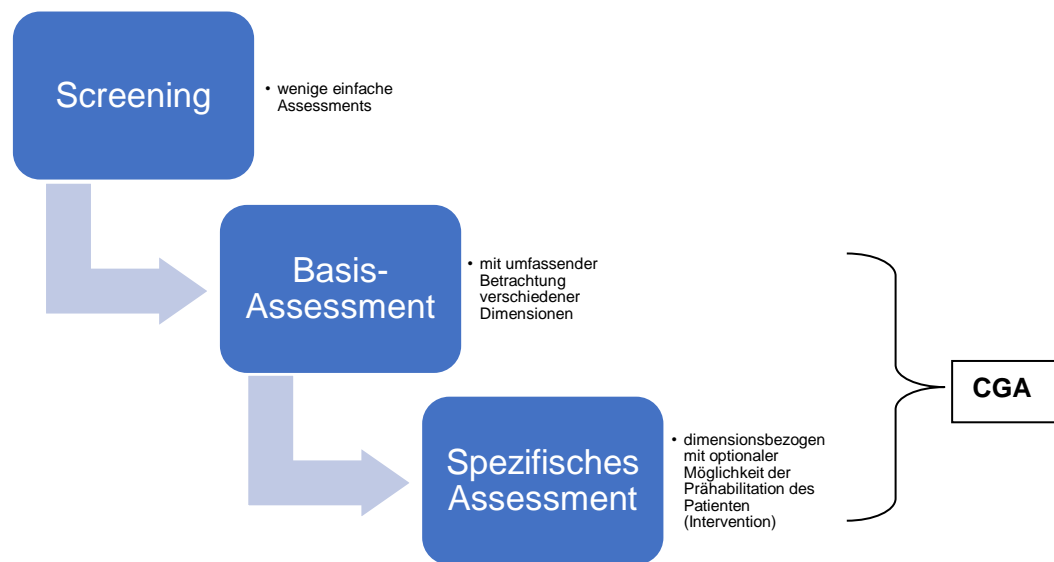 Screening
• wenige einfache
Assessments
Basis-
Assessment
• mit umfassender
Betrachtung
verschiedener
Dimensionen
CGA
Spezifisches
Assessment
• dimensionsbezogen
mit optionaler
Möglichkeit der
Prähabilitation des
Patienten
(Intervention)